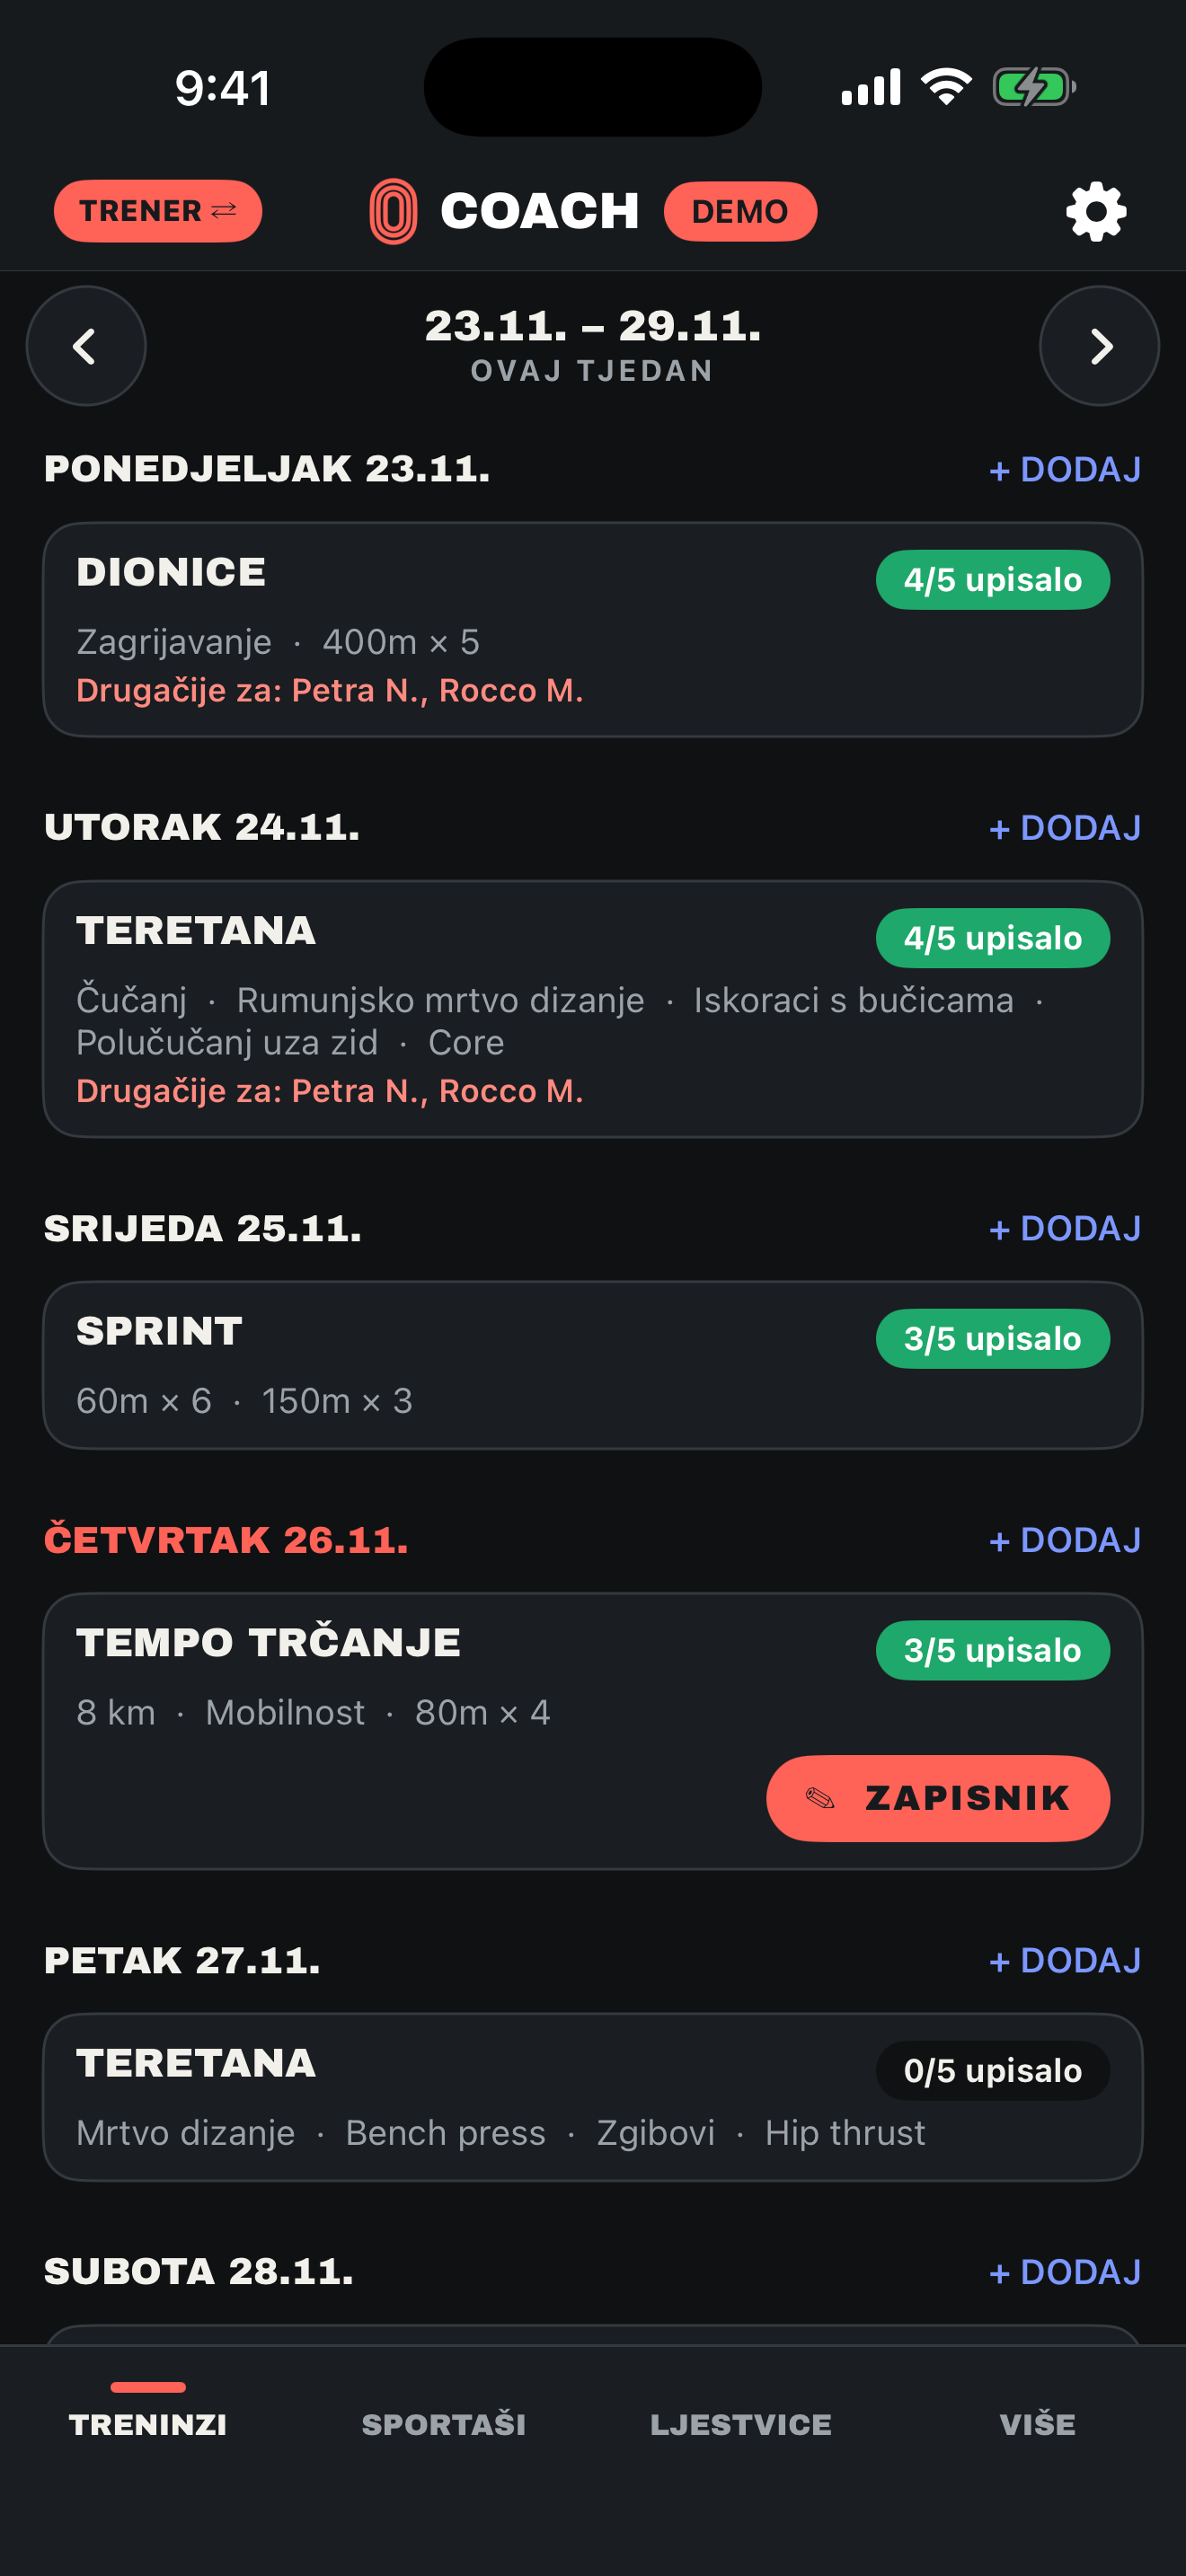 9:41
TRENER ⇄ COACH DEMO
23.11. – 29.11.
OVAJ TJEDAN
PONEDJELJAK 23.11. + DODAJ
DIONICE 4/5 upisalo
Zagrijavanje · 400m × 5
Drugačije za: Petra N., Rocco M.
UTORAK 24.11. + DODAJ
TERETANA 4/5 upisalo
Čučanj · Rumunjsko mrtvo dizanje · Iskoraci s bučicama ·
Polučučanj uza zid · Core
Drugačije za: Petra N., Rocco M.
SRIJEDA 25.11. + DODAJ
SPRINT 3/5 upisalo
60m × 6 · 150m × 3
ČETVRTAK 26.11. + DODAJ
TEMPO TRČANJE 3/5 upisalo
8 km · Mobilnost · 80m × 4
✎ ZAPISNIK
PETAK 27.11. + DODAJ
TERETANA 0/5 upisalo
Mrtvo dizanje · Bench press · Zgibovi · Hip thrust
SUBOTA 28.11. + DODAJ
TRENINZI SPORTAŠI LJESTVICE VIŠE